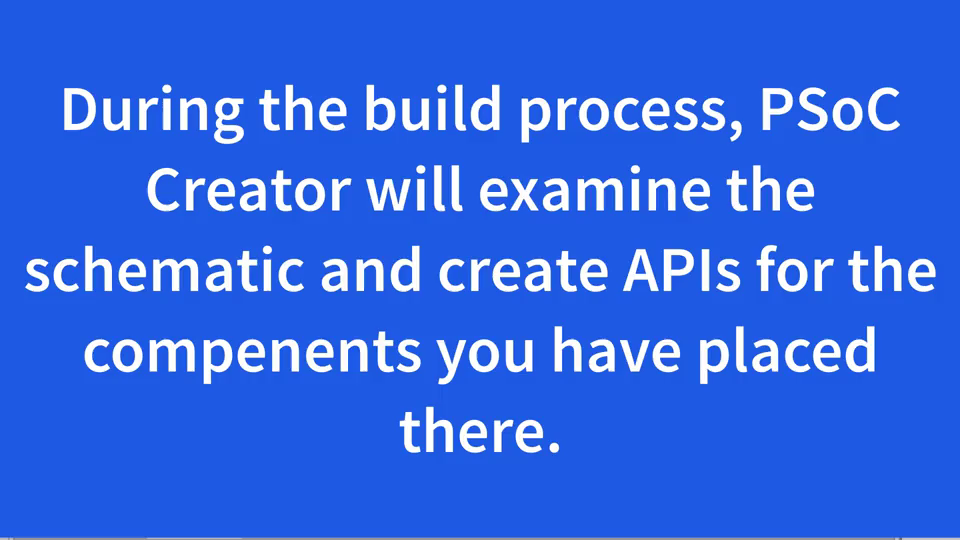 During the build process, PSoC
Creator will examine the
schematic and create APIs for the
compenents you have placed
there.